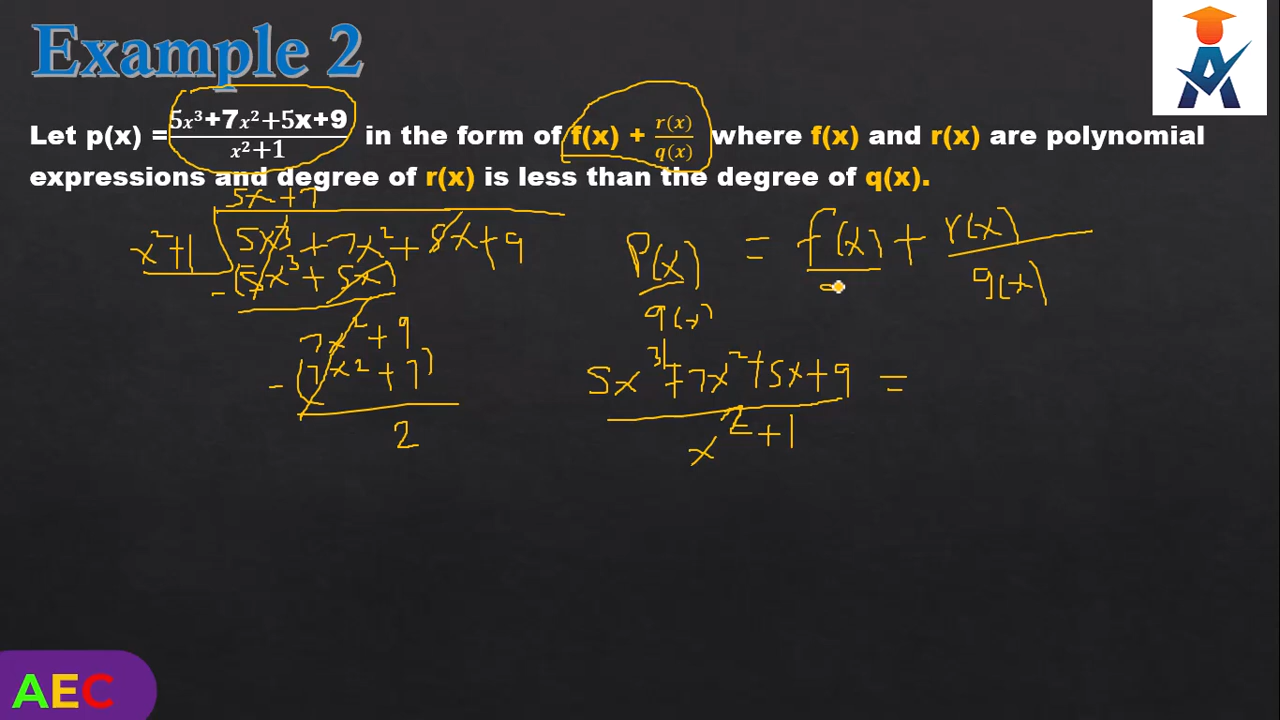 Example 2
Let p(x) = 5x³+7x²+5x+9 / x²+1 in the form of f(x) + r(x)/q(x) where f(x) and r(x) are polynomial
expressions and degree of r(x) is less than the degree of q(x).
5x+7
x²+1 5x³+7x²+5x+9
-(5x³+5x)
7x²+9
-(7x²+7)
2
P(x)/q(x) = f(x) + r(x)/q(x)
5x³+7x²+5x+9 / x²+1 =
AEC